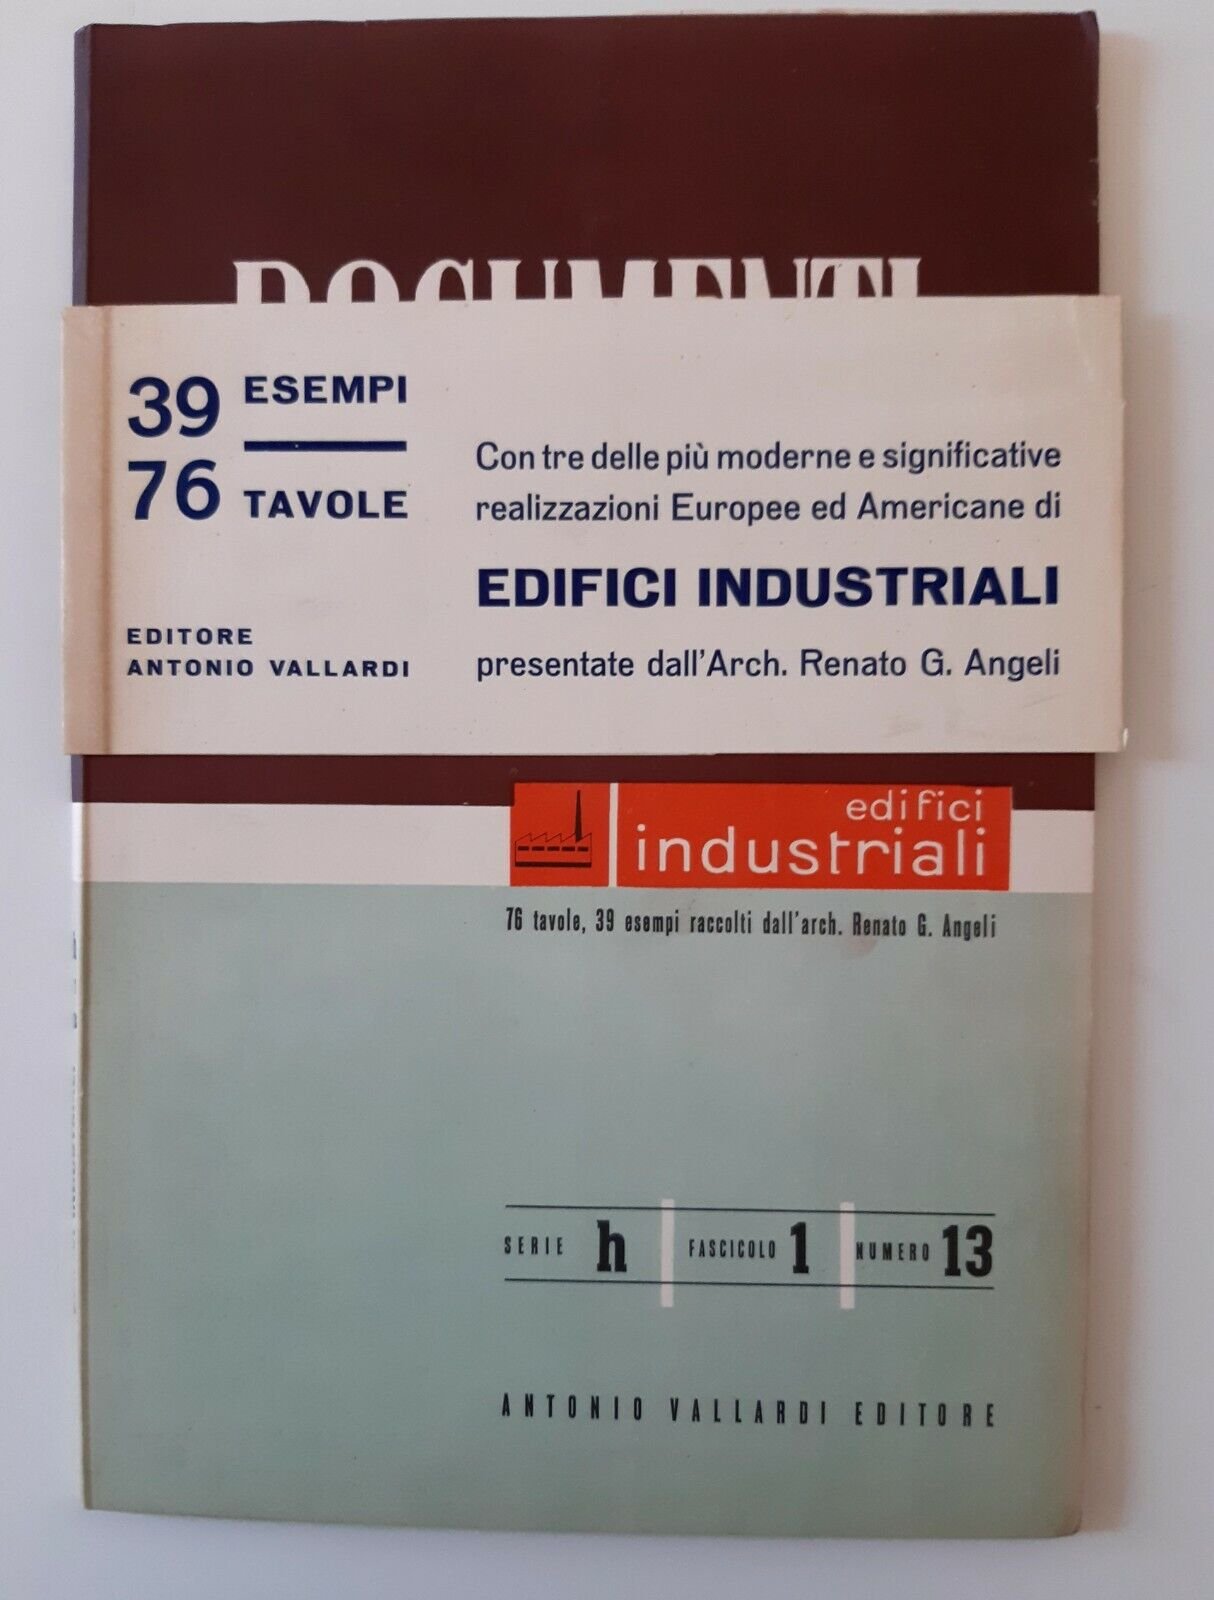 DOCUMENTI
39 ESEMPI
76 TAVOLE
EDITORE
ANTONIO VALLARDI
Con tre delle più moderne e significative
realizzazioni Europee ed Americane di
EDIFICI INDUSTRIALI
presentate dall'Arch. Renato G. Angeli
edifici
industriali
76 tavole, 39 esempi raccolti dall'arch. Renato G. Angeli
SERIE h FASCICOLO 1 NUMERO 13
ANTONIO VALLARDI EDITORE